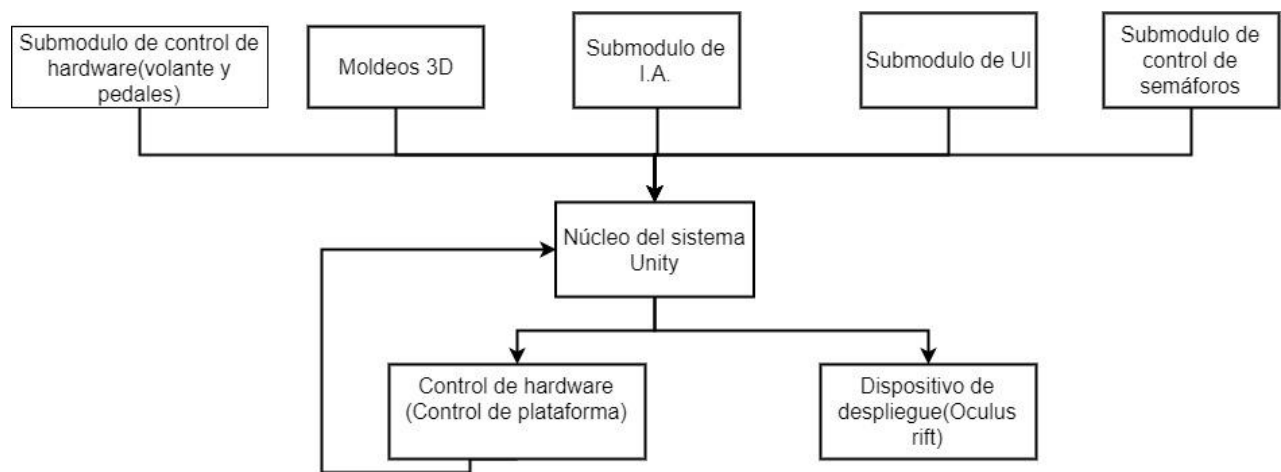 Submodulo de control de
hardware(volante y
pedales)
Moldeos 3D
Submodulo de
I.A.
Submodulo de UI
Submodulo de
control de
semáforos
Núcleo del sistema
Unity
Control de hardware
(Control de plataforma)
Dispositivo de
despliegue(Oculus
rift)